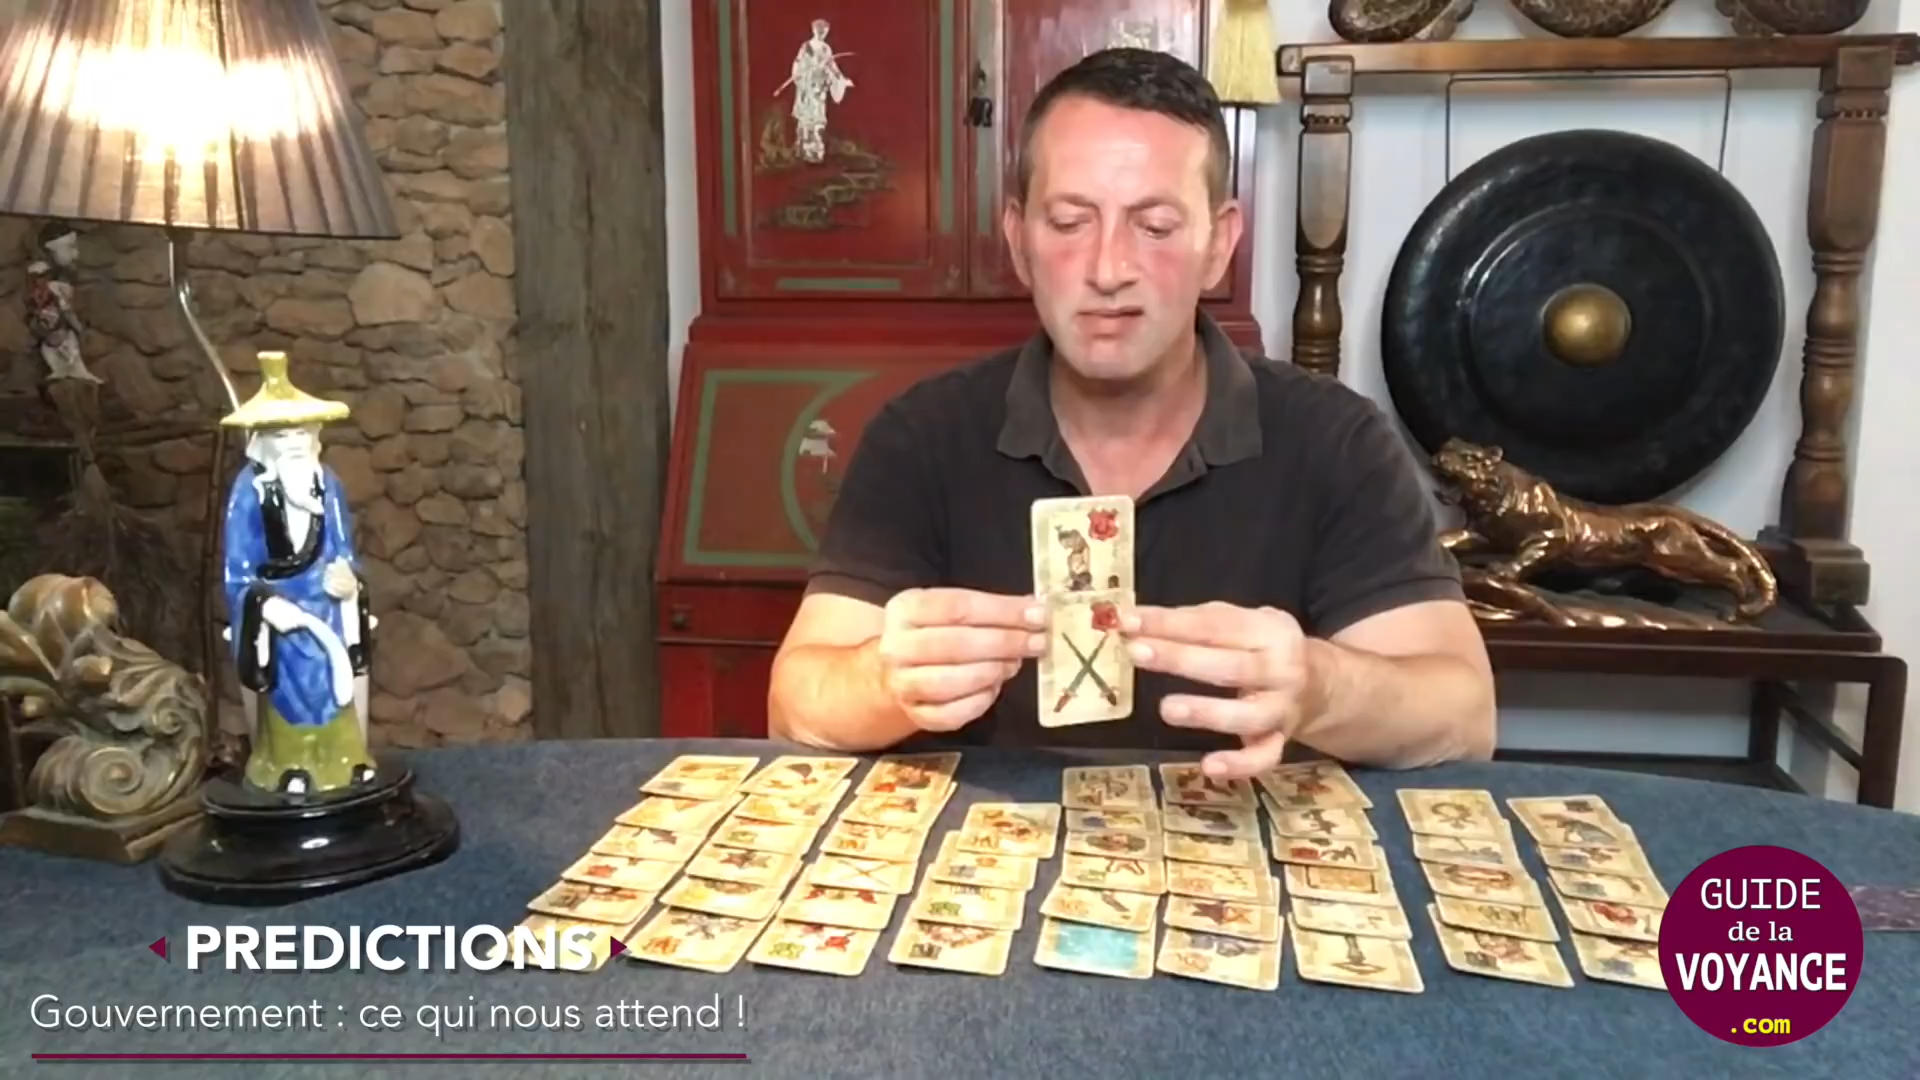 PREDICTIONS
Gouvernement : ce qui nous attend !
GUIDE
de la
VOYANCE
.com